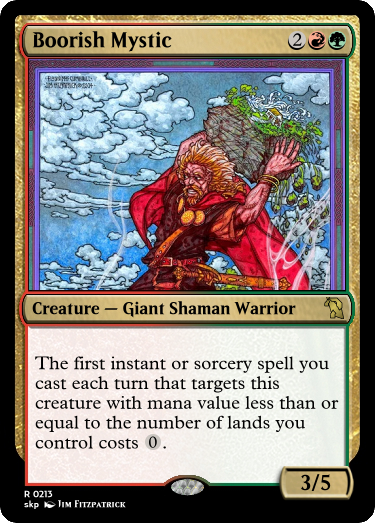 Boorish Mystic 2
Creature — Giant Shaman Warrior
The first instant or sorcery spell you
cast each turn that targets this
creature with mana value less than or
equal to the number of lands you
control costs 0 .
3/5
R 0213
skp Jim Fitzpatrick